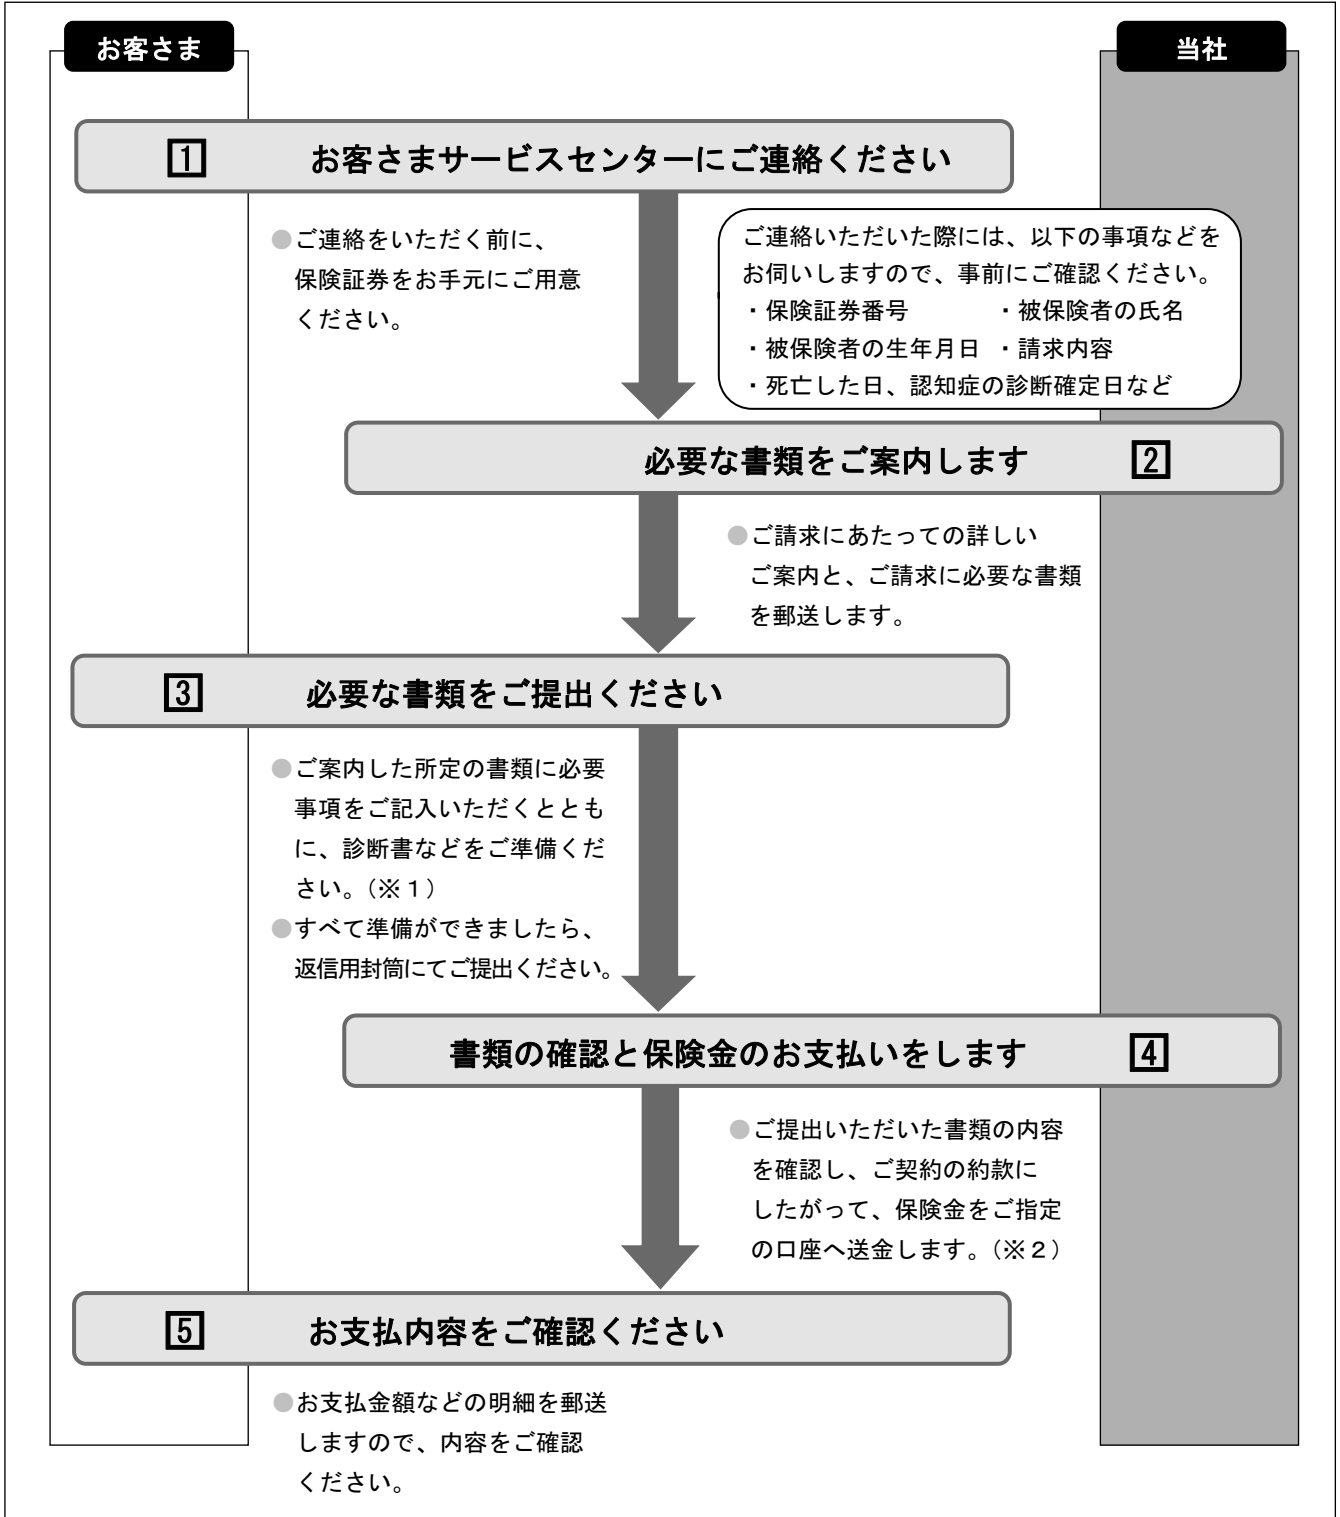 お客さま
当社
1 お客さまサービスセンターにご連絡ください
●ご連絡をいただく前に、
保険証券をお手元にご用意
ください。
ご連絡いただいた際には、以下の事項などを
お伺いしますので、事前にご確認ください。
・保険証券番号 ・被保険者の氏名
・被保険者の生年月日 ・請求内容
・死亡した日、認知症の診断確定日など
必要な書類をご案内します 2
●ご請求にあたっての詳しい
ご案内と、ご請求に必要な書類
を郵送します。
3 必要な書類をご提出ください
●ご案内した所定の書類に必要
事項をご記入いただくととも
に、診断書などをご準備くだ
さい。(※1)
●すべて準備ができましたら、
返信用封筒にてご提出ください。
書類の確認と保険金のお支払いをします 4
●ご提出いただいた書類の内容
を確認し、ご契約の約款に
したがって、保険金をご指定
の口座へ送金します。(※2)
5 お支払内容をご確認ください
●お支払金額などの明細を郵送
しますので、内容をご確認
ください。